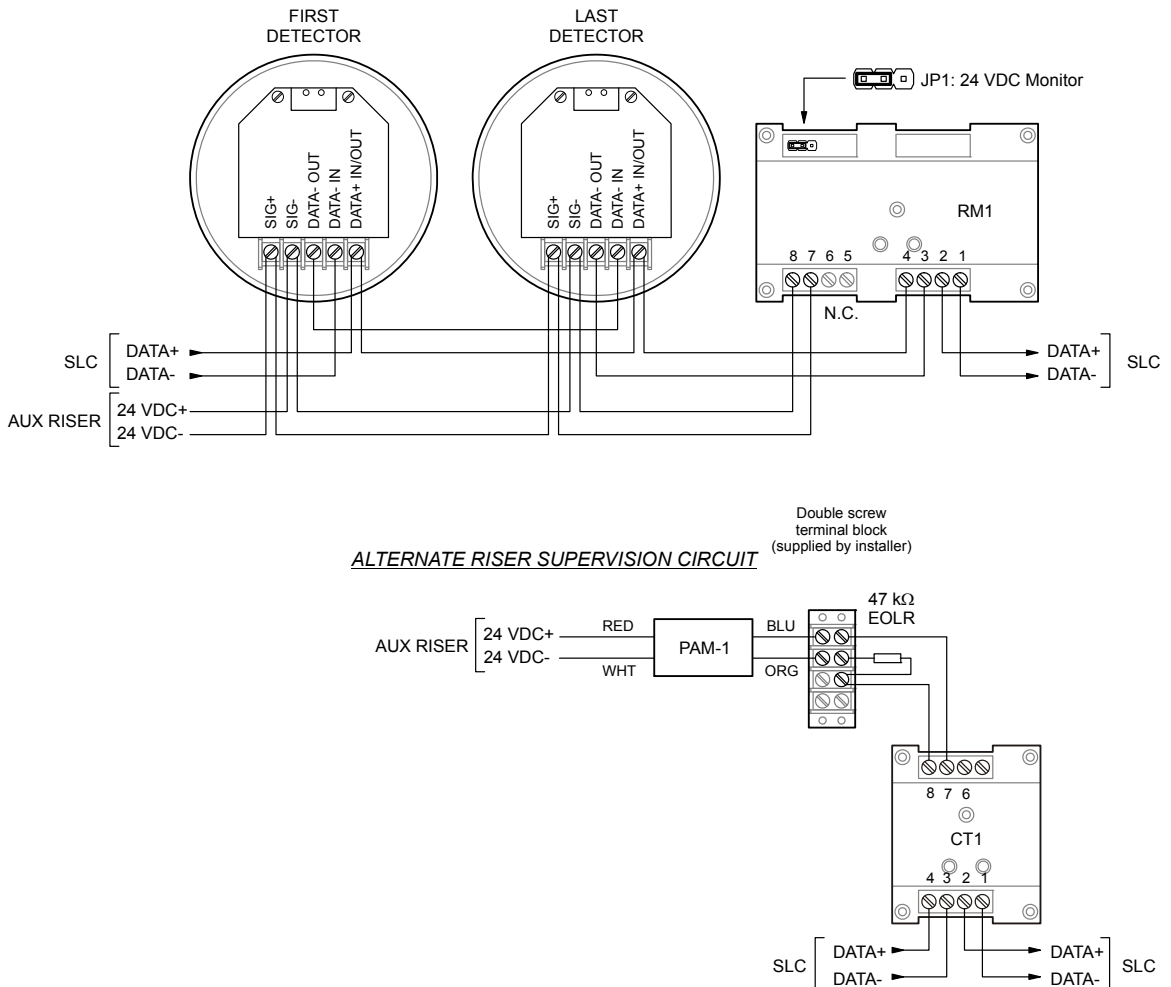 FIRST
DETECTOR
LAST
DETECTOR
JP1: 24 VDC Monitor
SIG+
SIG-
DATA- OUT
DATA- IN
DATA+ IN/OUT
SIG+
SIG-
DATA- OUT
DATA- IN
DATA+ IN/OUT
RM1
8 7 6 5
4 3 2 1
N.C.
SLC
DATA+
DATA-
AUX RISER
24 VDC+
24 VDC-
DATA+
DATA-
SLC
Double screw
terminal block
(supplied by installer)
ALTERNATE RISER SUPERVISION CIRCUIT
47 kΩ
EOLR
AUX RISER
24 VDC+
24 VDC-
RED
WHT
PAM-1
BLU
ORG
8 7 6
CT1
4 3 2 1
SLC
DATA+
DATA-
DATA+
DATA-
SLC